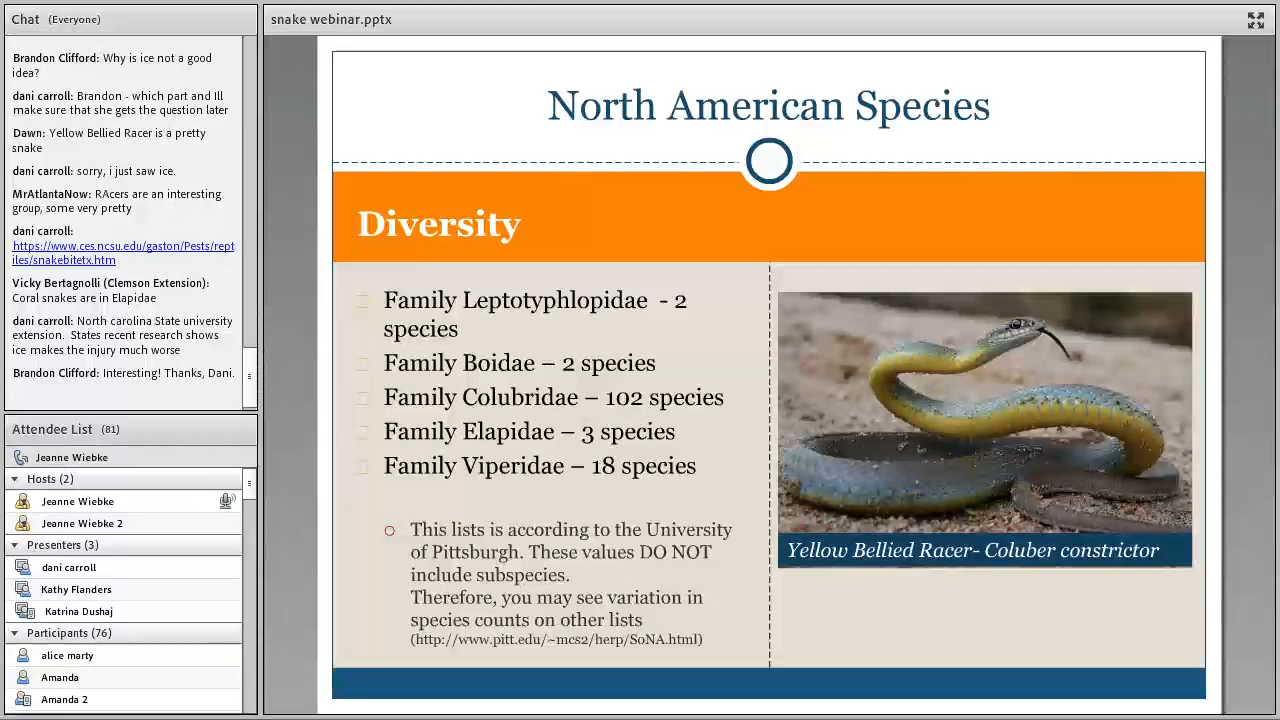 Chat (Everyone)
Brandon Clifford: Why is ice not a good
idea?
dani carroll: Brandon - which part and Ill
make sure that she gets the question later
Dawn: Yellow Bellied Racer is a pretty
snake
dani carroll: sorry, i just saw ice.
MrAtlantaw: RAcers are an interesting
group, some very pretty
dani carroll:
https://www.ces.ncsu.edu/gaston/Pests/rept
iles/snakebitetx.htm
Vicky Bertagnolli (Clemson Extension):
Coral snakes are in Elapidae
dani carroll: North carolina State university
extension. States recent research shows
ice makes the injury much worse
Brandon Clifford: Interesting! Thanks, Dani.
Attendee List (81)
Jeanne Wiebke
Hosts (2)
Jeanne Wiebke
Jeanne Wiebke 2
Presenters (3)
dani carroll
Kathy Flanders
Katrina Dushaj
Participants (76)
alice marty
Amanda
Amanda 2
snake webinar.pptx
North American Species
Diversity
Family Leptotyphlopidae - 2
species
Family Boidae – 2 species
Family Colubridae – 102 species
Family Elapidae – 3 species
Family Viperidae – 18 species
This lists is according to the University
of Pittsburgh. These values DO NOT
include subspecies.
Therefore, you may see variation in
species counts on other lists
(http://www.pitt.edu/~mcs2/herp/SoNA.html)
Yellow Bellied Racer- Coluber constrictor